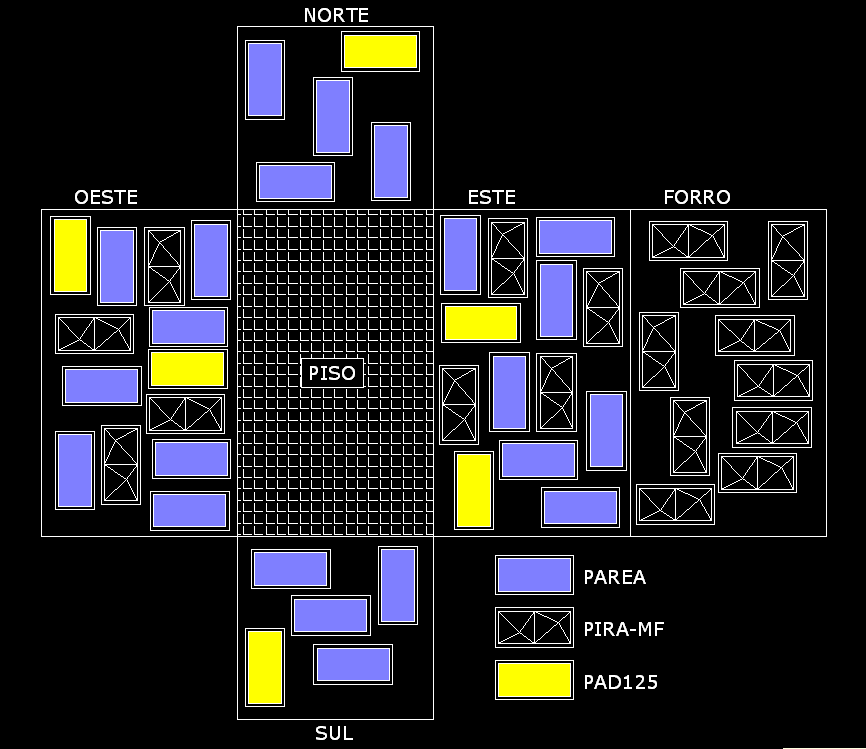 NORTE
OESTE
ESTE
FORRO
PISO
PAREA
PIRA-MF
PAD125
SUL